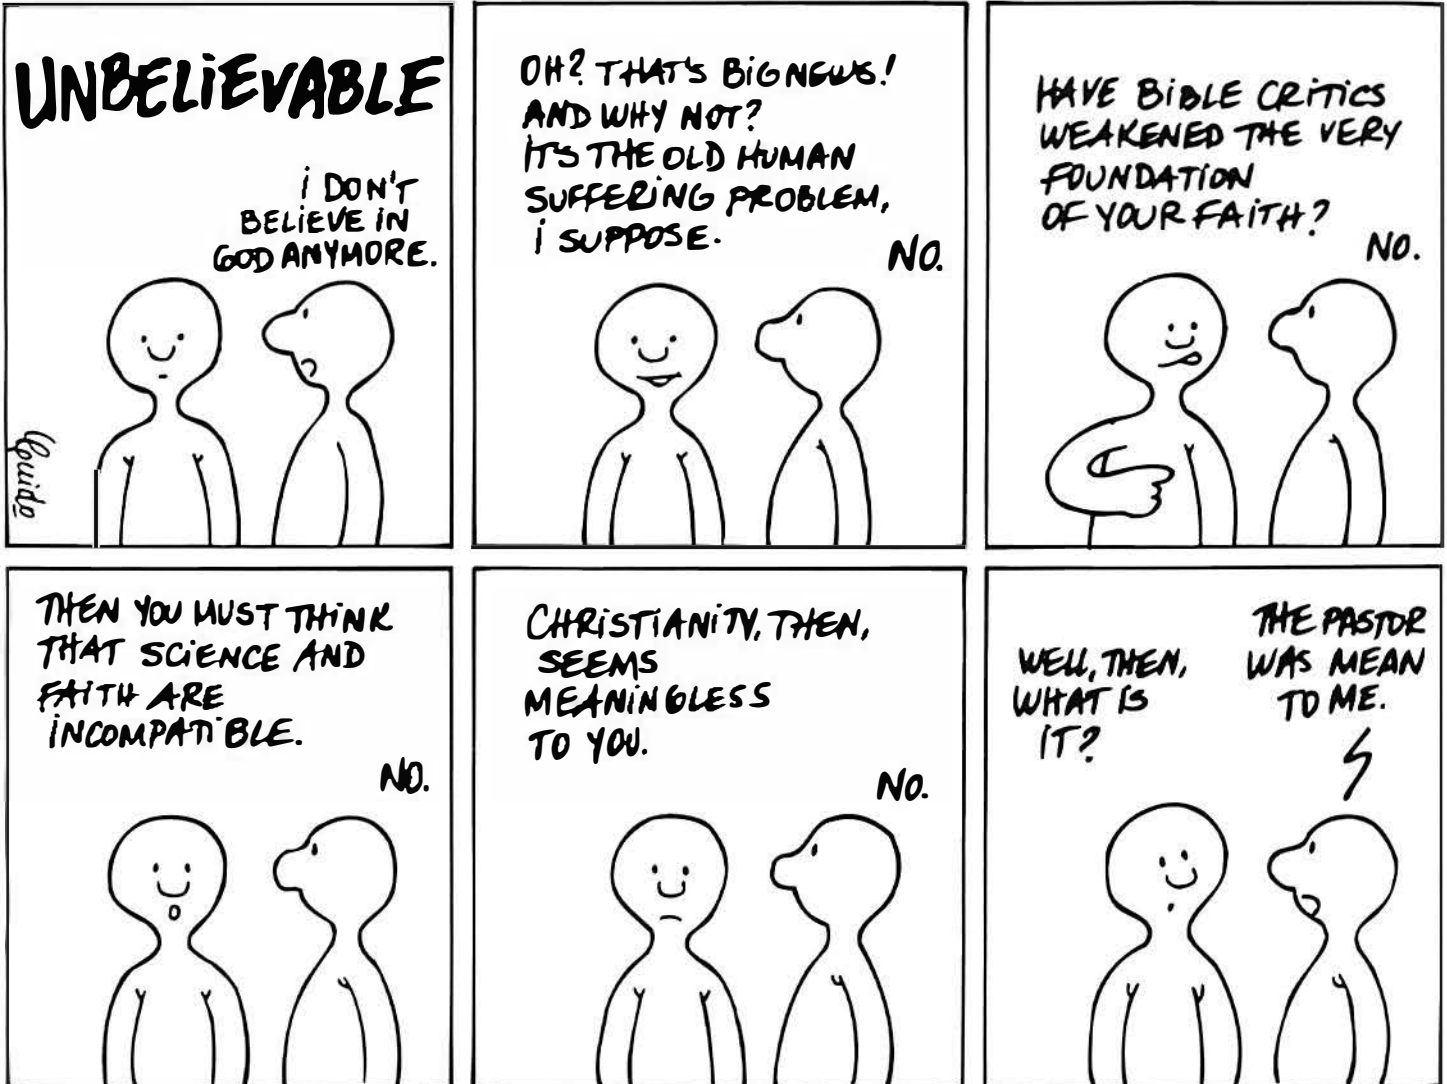 UNBELiEVABLE
i DON'T
BELiEVE iN
GOD ANYMORE.
Guido
OH? THAT'S BiG NEWS!
AND WHY NOT?
iT'S THE OLD HUMAN
SUFFERiNG PROBLEM,
i SUPPOSE.
NO.
HAVE BiBLE CRiTiCS
WEAKENED THE VERY
FOUNDATiON
OF YOUR FAiTH?
NO.
THEN YOU MUST THiNK
THAT SCiENCE AND
FAiTH ARE
iNCOMPATiBLE.
NO.
CHRiSTiANiTY, THEN,
SEEMS
MEANiNGLESS
TO YOU.
NO.
WELL, THEN,
WHAT iS
iT?
THE PASTOR
WAS MEAN
TO ME.